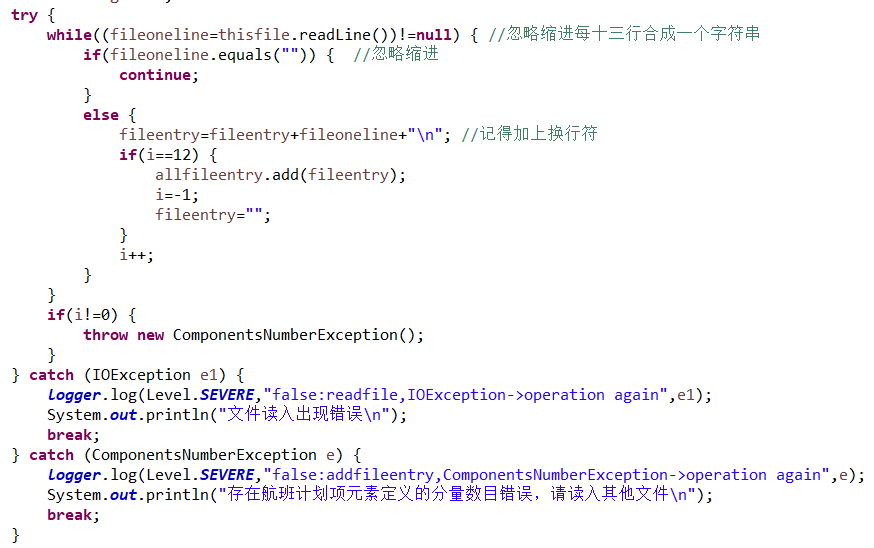 try {
    while((fileoneline=thisfile.readLine())!=null) { //忽略缩进每十三行合成一个字符串
        if(fileoneline.equals("")) {  //忽略缩进
            continue;
        }
        else {
            fileentry=fileentry+fileoneline+"\n"; //记得加上换行符
            if(i==12) {
                allfileentry.add(fileentry);
                i=-1;
                fileentry="";
            }
            i++;
        }
    }
    if(i!=0) {
        throw new ComponentsNumberException();
    }
} catch (IOException e1) {
    logger.log(Level.SEVERE,"false:readfile,IOException->operation again",e1);
    System.out.println("文件读入出现错误\n");
    break;
} catch (ComponentsNumberException e) {
    logger.log(Level.SEVERE,"false:addfileentry,ComponentsNumberException->operation again",e);
    System.out.println("存在航班计划项元素定义的分量数目错误，请读入其他文件\n");
    break;
}